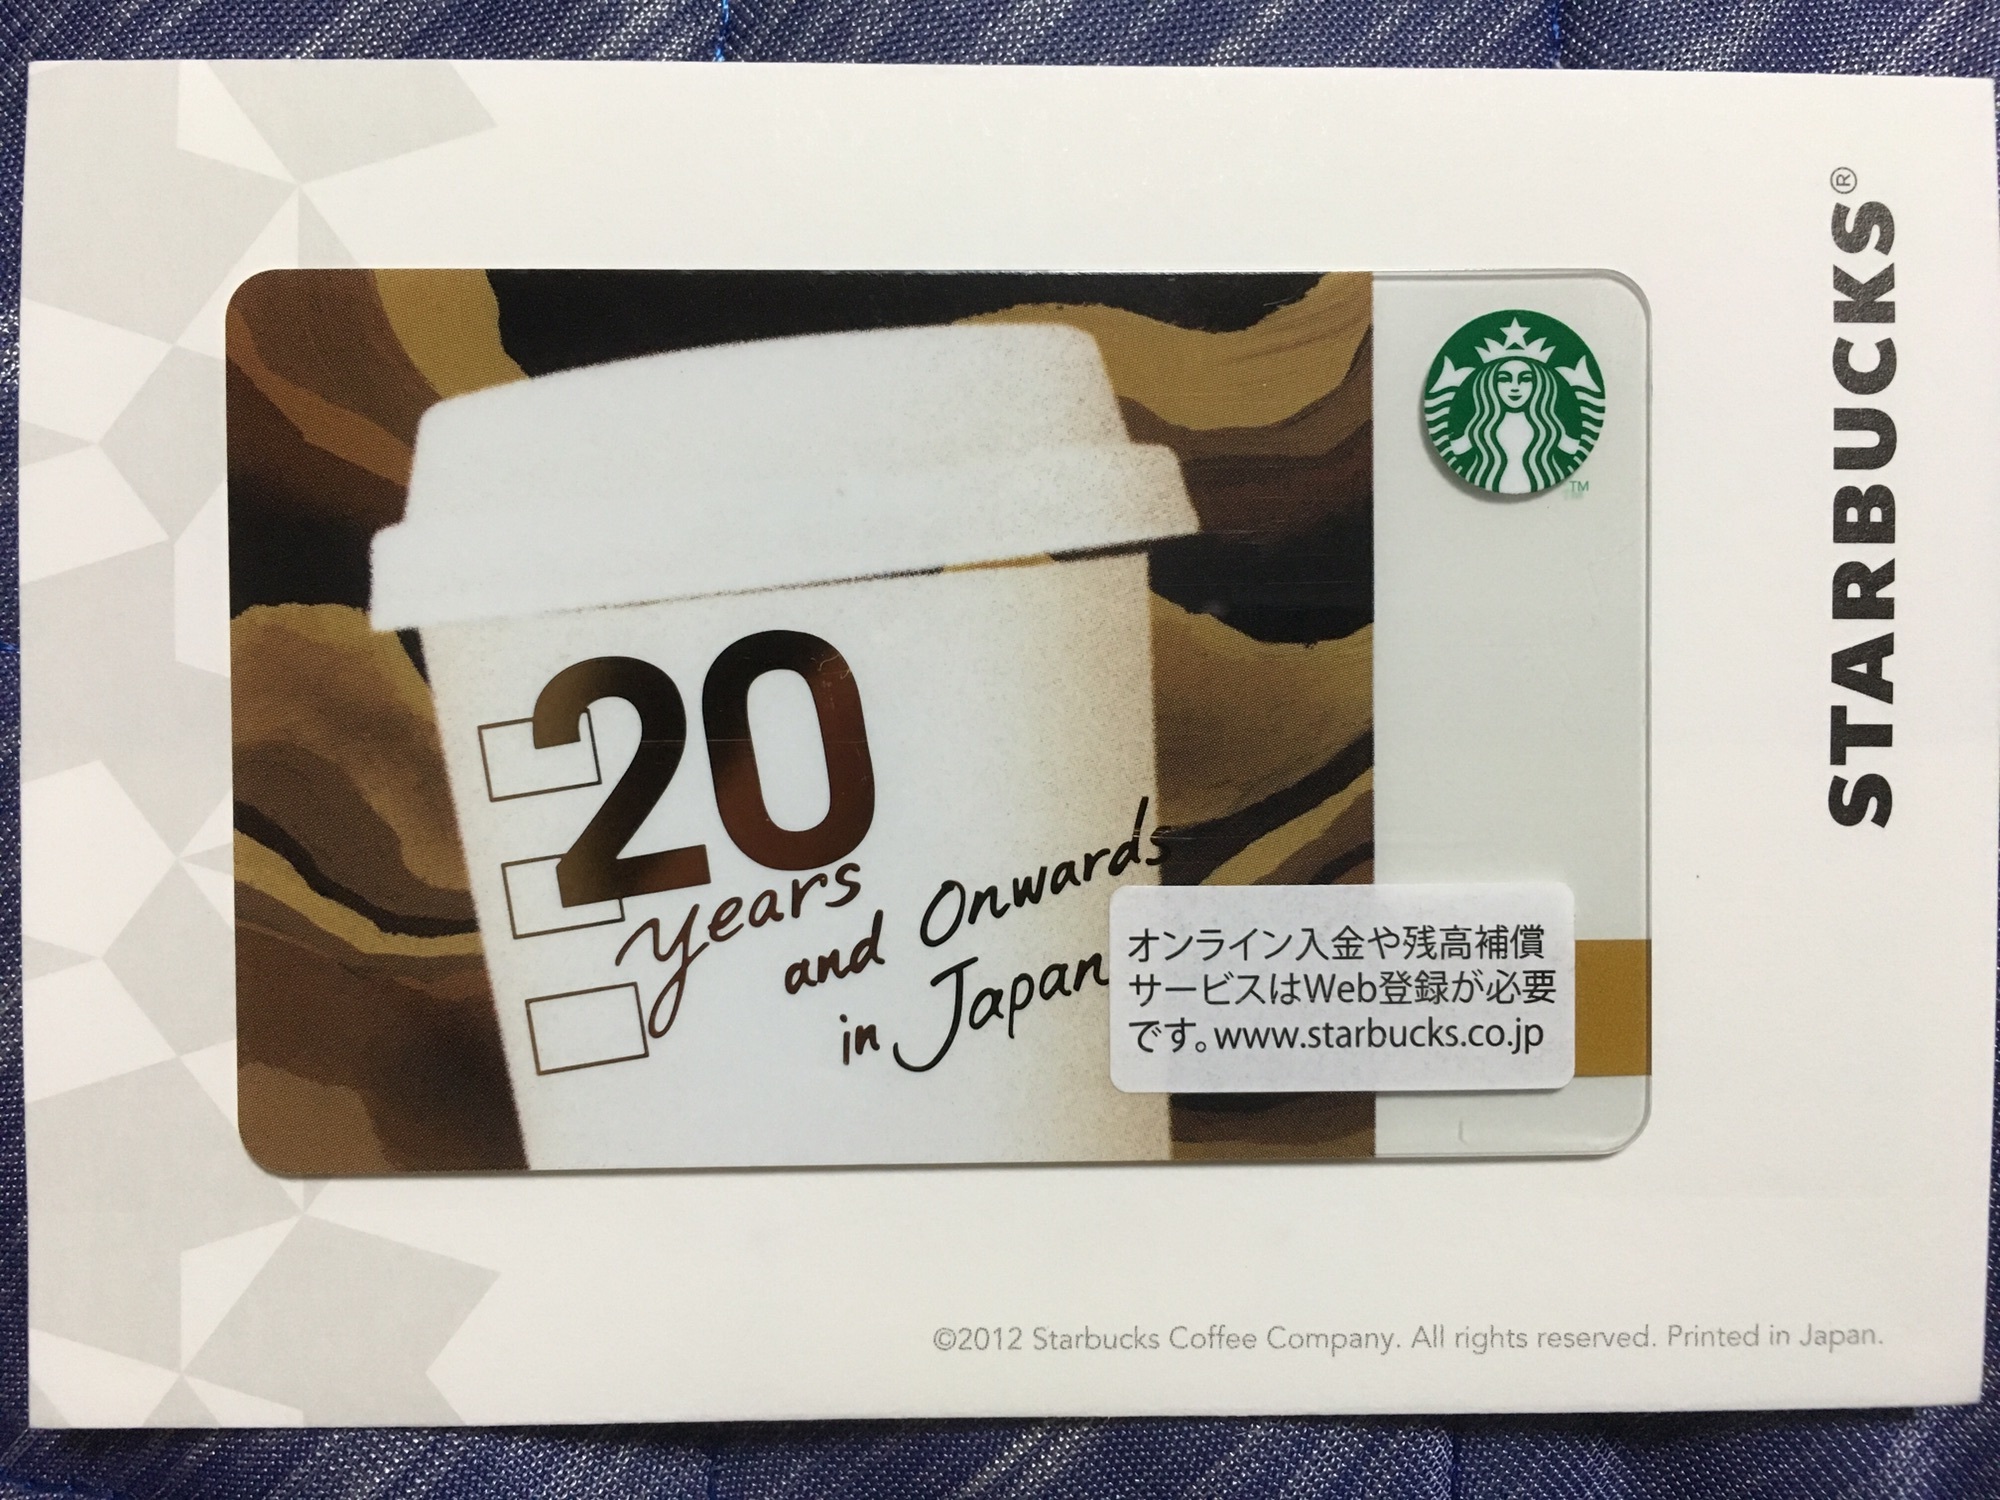 STARBUCKS®
TM
20
years
and Onwards
in Japan
オンライン入金や残高補償
サービスはWeb登録が必要
です。www.starbucks.co.jp
©2012 Starbucks Coffee Company. All rights reserved. Printed in Japan.